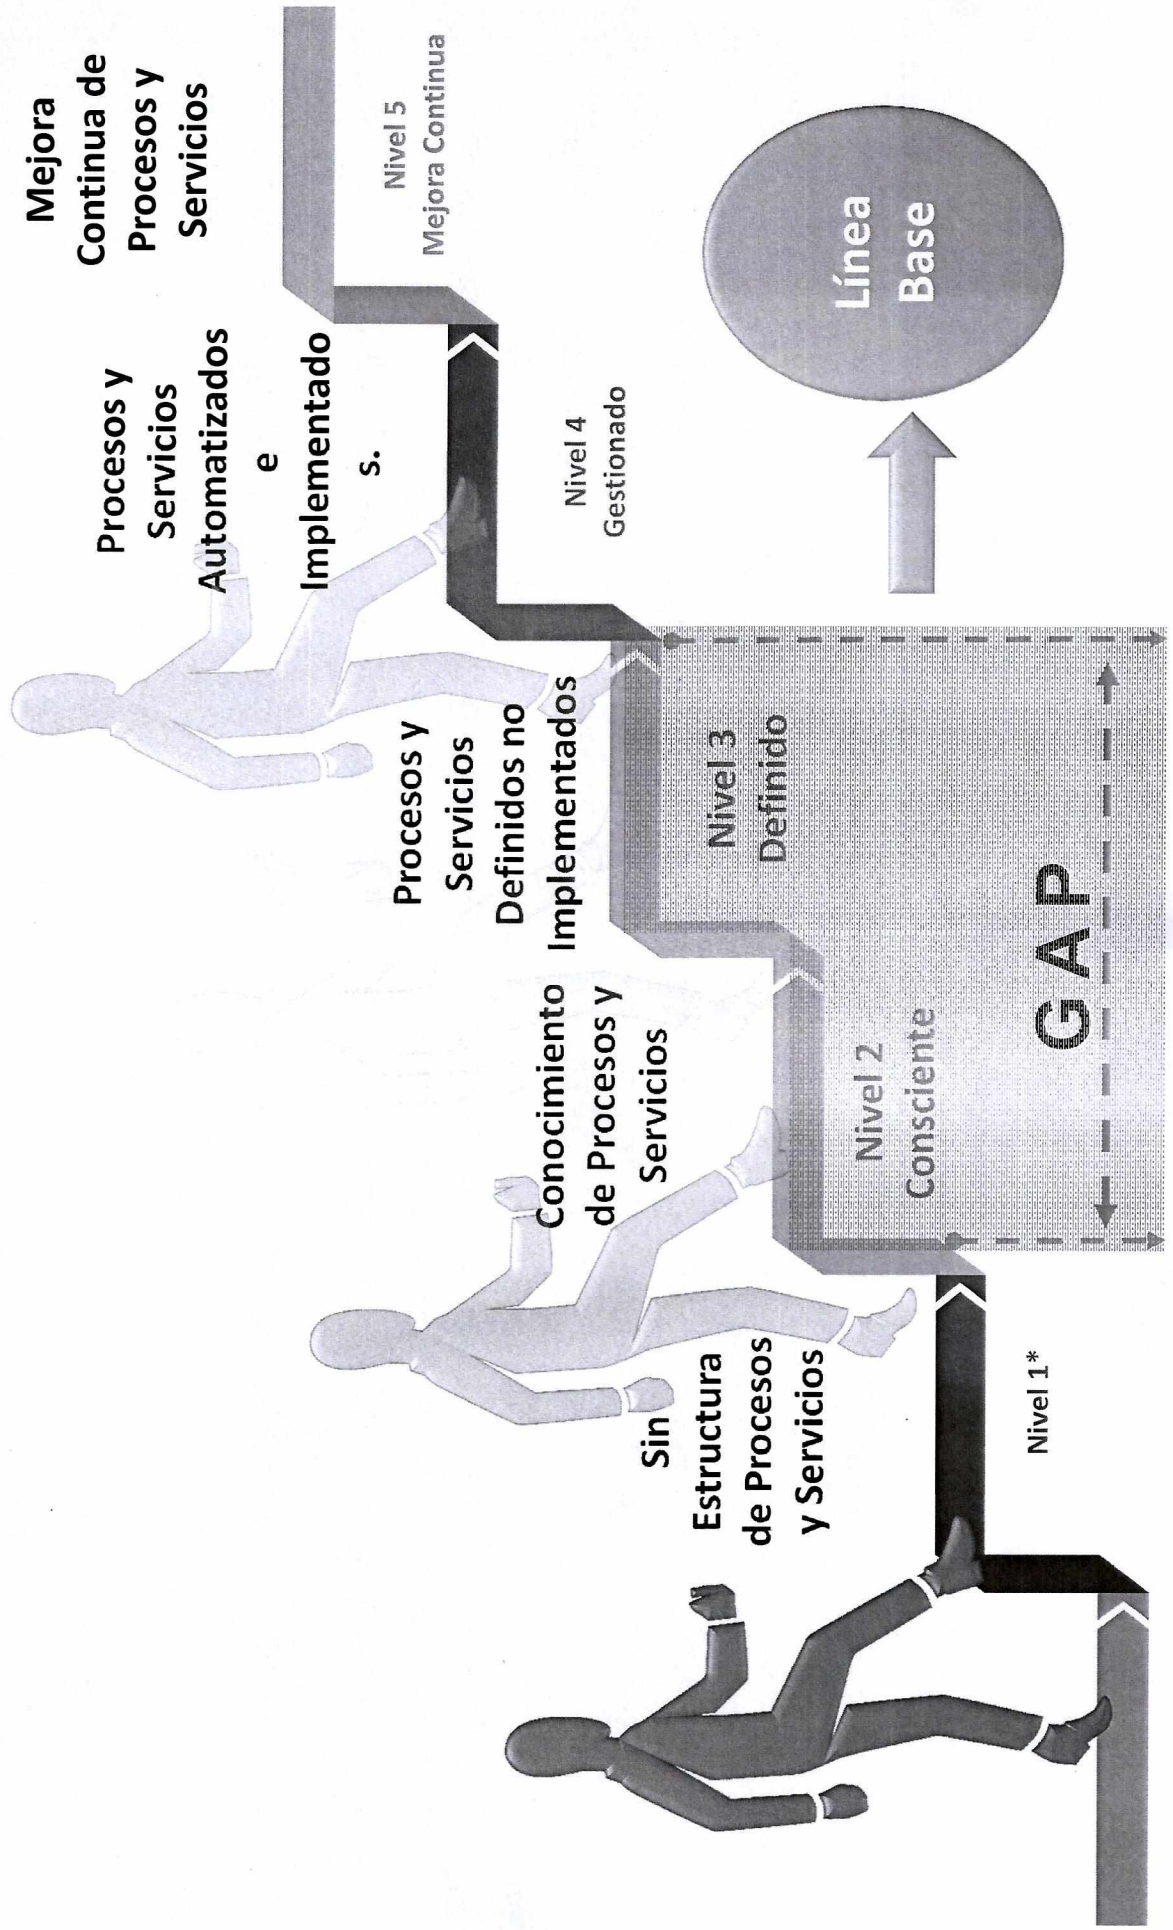 Mejora
Continua de
Procesos y
Servicios
Nivel 5
Mejora Continua
Procesos y
Servicios
Automatizados
e
Implementado
s.
Nivel 4
Gestionado
Procesos y
Servicios
Definidos no
Implementados
Nivel 3
Definido
Conocimiento
de Procesos y
Servicios
Nivel 2
Consciente
Sin
Estructura
de Procesos
y Servicios
Nivel 1*
GAP
Línea
Base